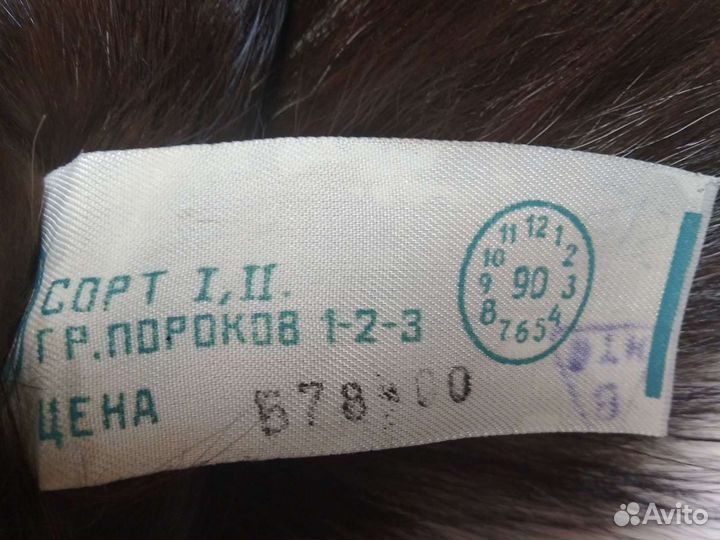 СОРТ I, II.
ГР.ПОРОКОВ 1-2-3
ЦЕНА 578 00
12 1 2 3 4 5 6 7 8 9 10 11
90
Avito